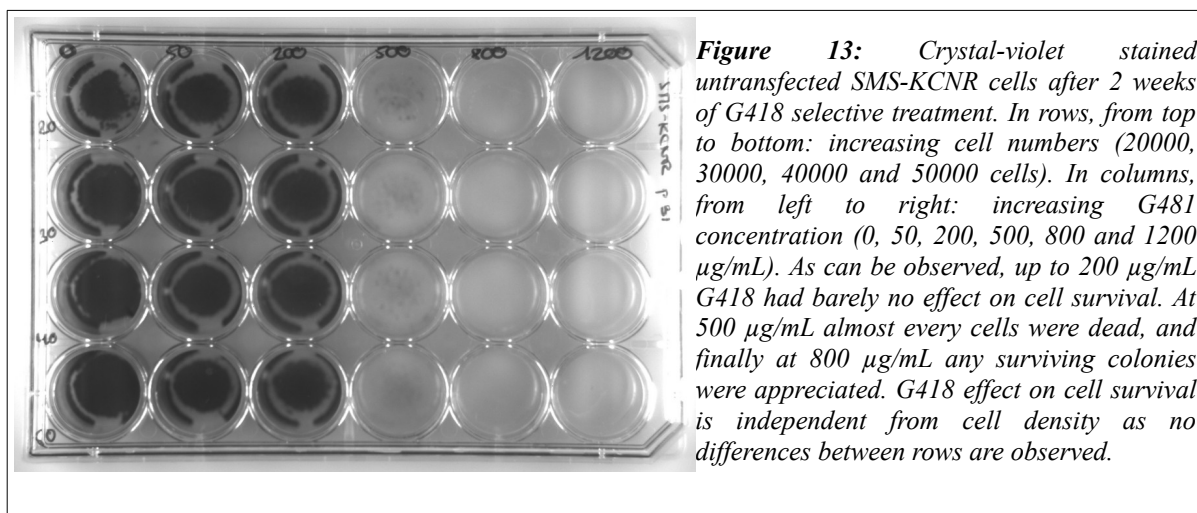 0 50 200 500 800 1200
20
30
40
50
SMS-KCNR P 81
Figure 13: Crystal-violet stained
untransfected SMS-KCNR cells after 2 weeks
of G418 selective treatment. In rows, from top
to bottom: increasing cell numbers (20000,
30000, 40000 and 50000 cells). In columns,
from left to right: increasing G481
concentration (0, 50, 200, 500, 800 and 1200
µg/mL). As can be observed, up to 200 µg/mL
G418 had barely no effect on cell survival. At
500 µg/mL almost every cells were dead, and
finally at 800 µg/mL any surviving colonies
were appreciated. G418 effect on cell survival
is independent from cell density as no
differences between rows are observed.